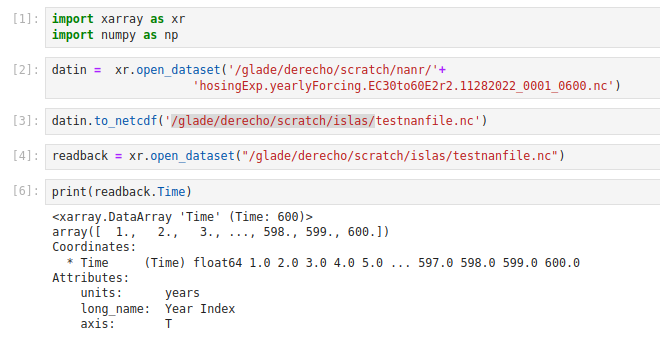 [1]: import xarray as xr
import numpy as np
[2]: datin = xr.open_dataset('/glade/derecho/scratch/nanr/'+
'hosingExp.yearlyForcing.EC30to60E2r2.11282022_0001_0600.nc')
[3]: datin.to_netcdf('/glade/derecho/scratch/islas/testnanfile.nc')
[4]: readback = xr.open_dataset("/glade/derecho/scratch/islas/testnanfile.nc")
[6]: print(readback.Time)
<xarray.DataArray 'Time' (Time: 600)>
array([  1.,   2.,   3., ..., 598., 599., 600.])
Coordinates:
  * Time     (Time) float64 1.0 2.0 3.0 4.0 5.0 ... 597.0 598.0 599.0 600.0
Attributes:
    units:      years
    long_name:  Year Index
    axis:       T